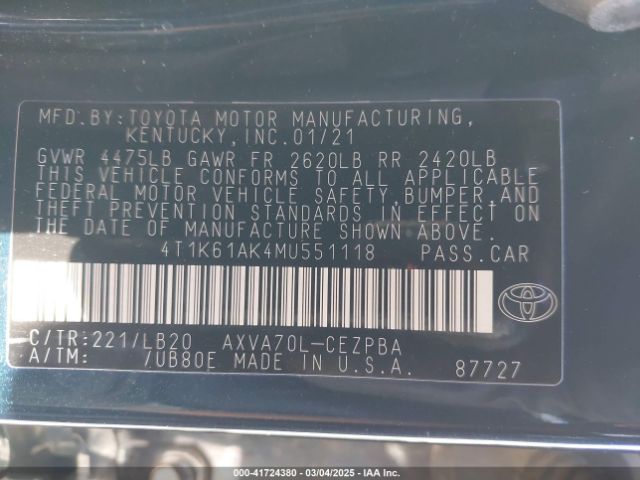 MFD.BY:TOYOTA MOTOR MANUFACTURING,
KENTUCKY,INC.01/21
GVWR 4475LB GAWR FR 2620LB RR 2420LB
THIS VEHICLE CONFORMS TO ALL APPLICABLE
FEDERAL MOTOR VEHICLE SAFETY,BUMPER,AND
THEFT PREVENTION STANDARDS IN EFFECT ON
THE DATE OF MANUFACTURE SHOWN ABOVE.
4T1K61AK4MU551118 PASS.CAR
C/TR:221/LB20 AXVA70L-CEZPBA
A/TM: /UB80E MADE IN U.S.A. 87727
000-41724380 - 03/04/2025 - IAA Inc.